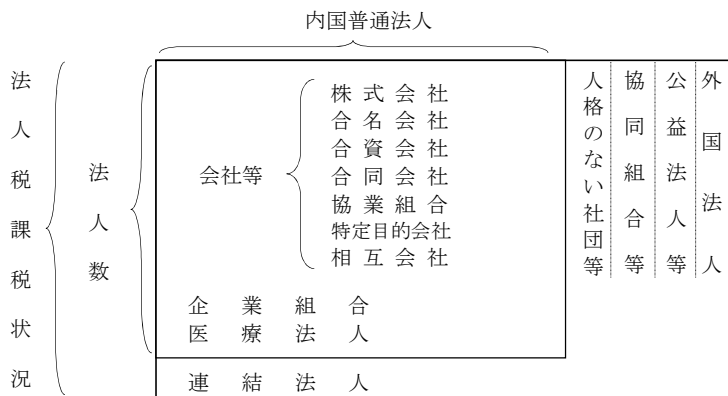 内国普通法人
法人税課税状況
法人数
会社等
株式会社
合名会社
合資会社
合同会社
協業組合
特定目的会社
相互会社
企業組合
医療法人
連結法人
人格のない社団等
協同組合等
公益法人等
外国法人